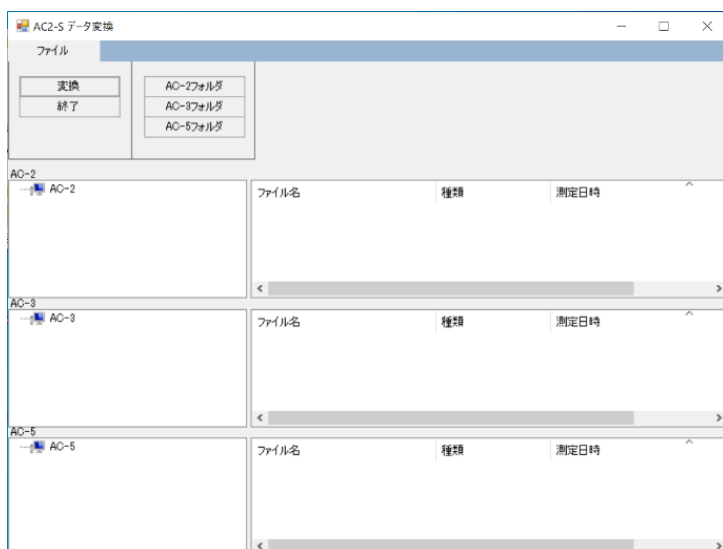 AC2-S データ変換
ファイル
変換
終了
AC-2フォルダ
AC-3フォルダ
AC-5フォルダ
AC-2
AC-2
ファイル名 種類 測定日時
AC-3
AC-3
ファイル名 種類 測定日時
AC-5
AC-5
ファイル名 種類 測定日時